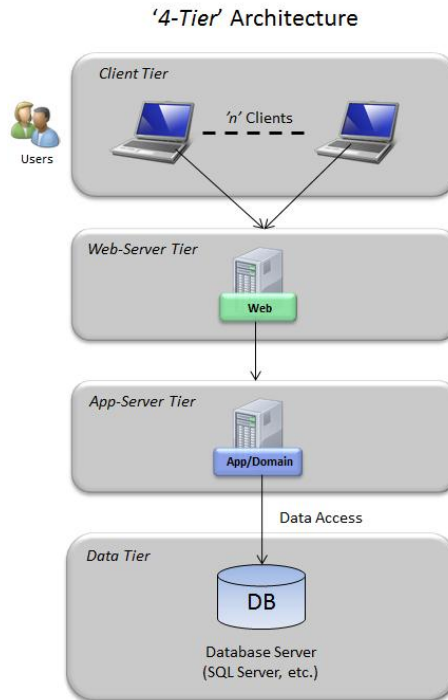 ‘4-Tier’ Architecture
Client Tier
‘n’ Clients
Users
Web-Server Tier
Web
App-Server Tier
App/Domain
Data Access
Data Tier
DB
Database Server
(SQL Server, etc.)